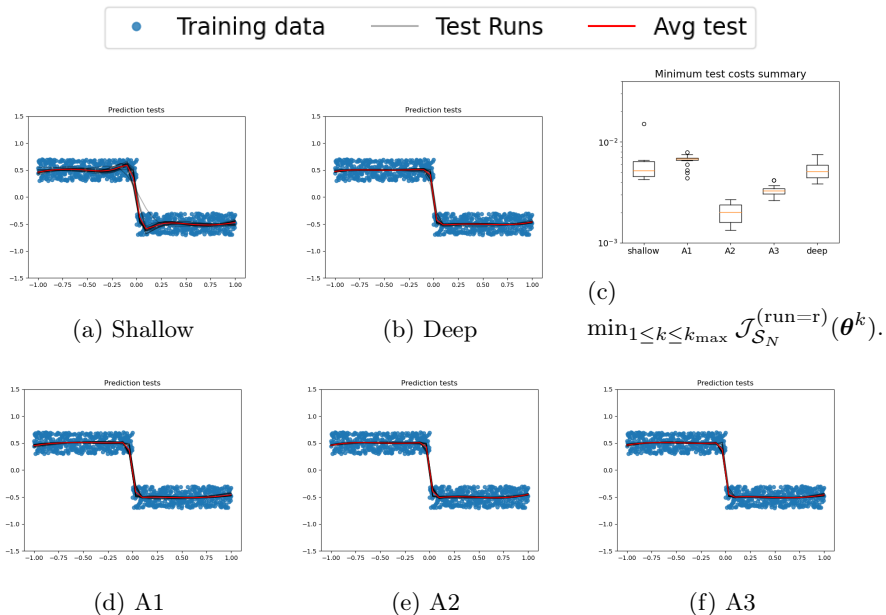 Training data Test Runs Avg test
Prediction tests
1.5
1.0
0.5
0.0
−0.5
−1.0
−1.5
−1.00 −0.75 −0.50 −0.25 0.00 0.25 0.50 0.75 1.00
(a) Shallow
Prediction tests
1.5
1.0
0.5
0.0
−0.5
−1.0
−1.5
−1.00 −0.75 −0.50 −0.25 0.00 0.25 0.50 0.75 1.00
(b) Deep
Minimum test costs summary
10⁻²
10⁻³
shallow A1 A2 A3 deep
(c)
min_{1≤k≤k_max} 𝒥_{𝒮_N}^{(run=r)}(𝜽^k).
Prediction tests
1.5
1.0
0.5
0.0
−0.5
−1.0
−1.5
−1.00 −0.75 −0.50 −0.25 0.00 0.25 0.50 0.75 1.00
(d) A1
Prediction tests
1.5
1.0
0.5
0.0
−0.5
−1.0
−1.5
−1.00 −0.75 −0.50 −0.25 0.00 0.25 0.50 0.75 1.00
(e) A2
Prediction tests
1.5
1.0
0.5
0.0
−0.5
−1.0
−1.5
−1.00 −0.75 −0.50 −0.25 0.00 0.25 0.50 0.75 1.00
(f) A3